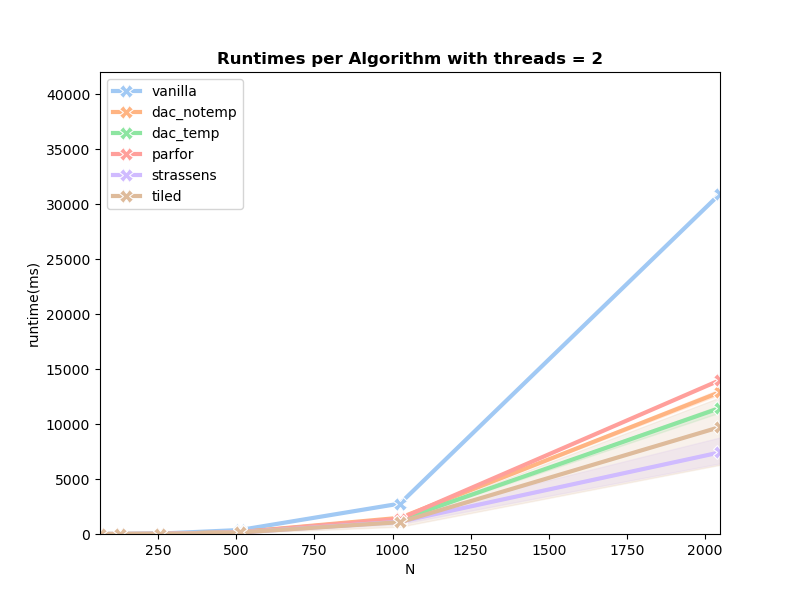 Runtimes per Algorithm with threads = 2
vanilla
dac_notemp
dac_temp
parfor
strassens
tiled
runtime(ms)
40000
35000
30000
25000
20000
15000
10000
5000
0
250 500 750 1000 1250 1500 1750 2000
N